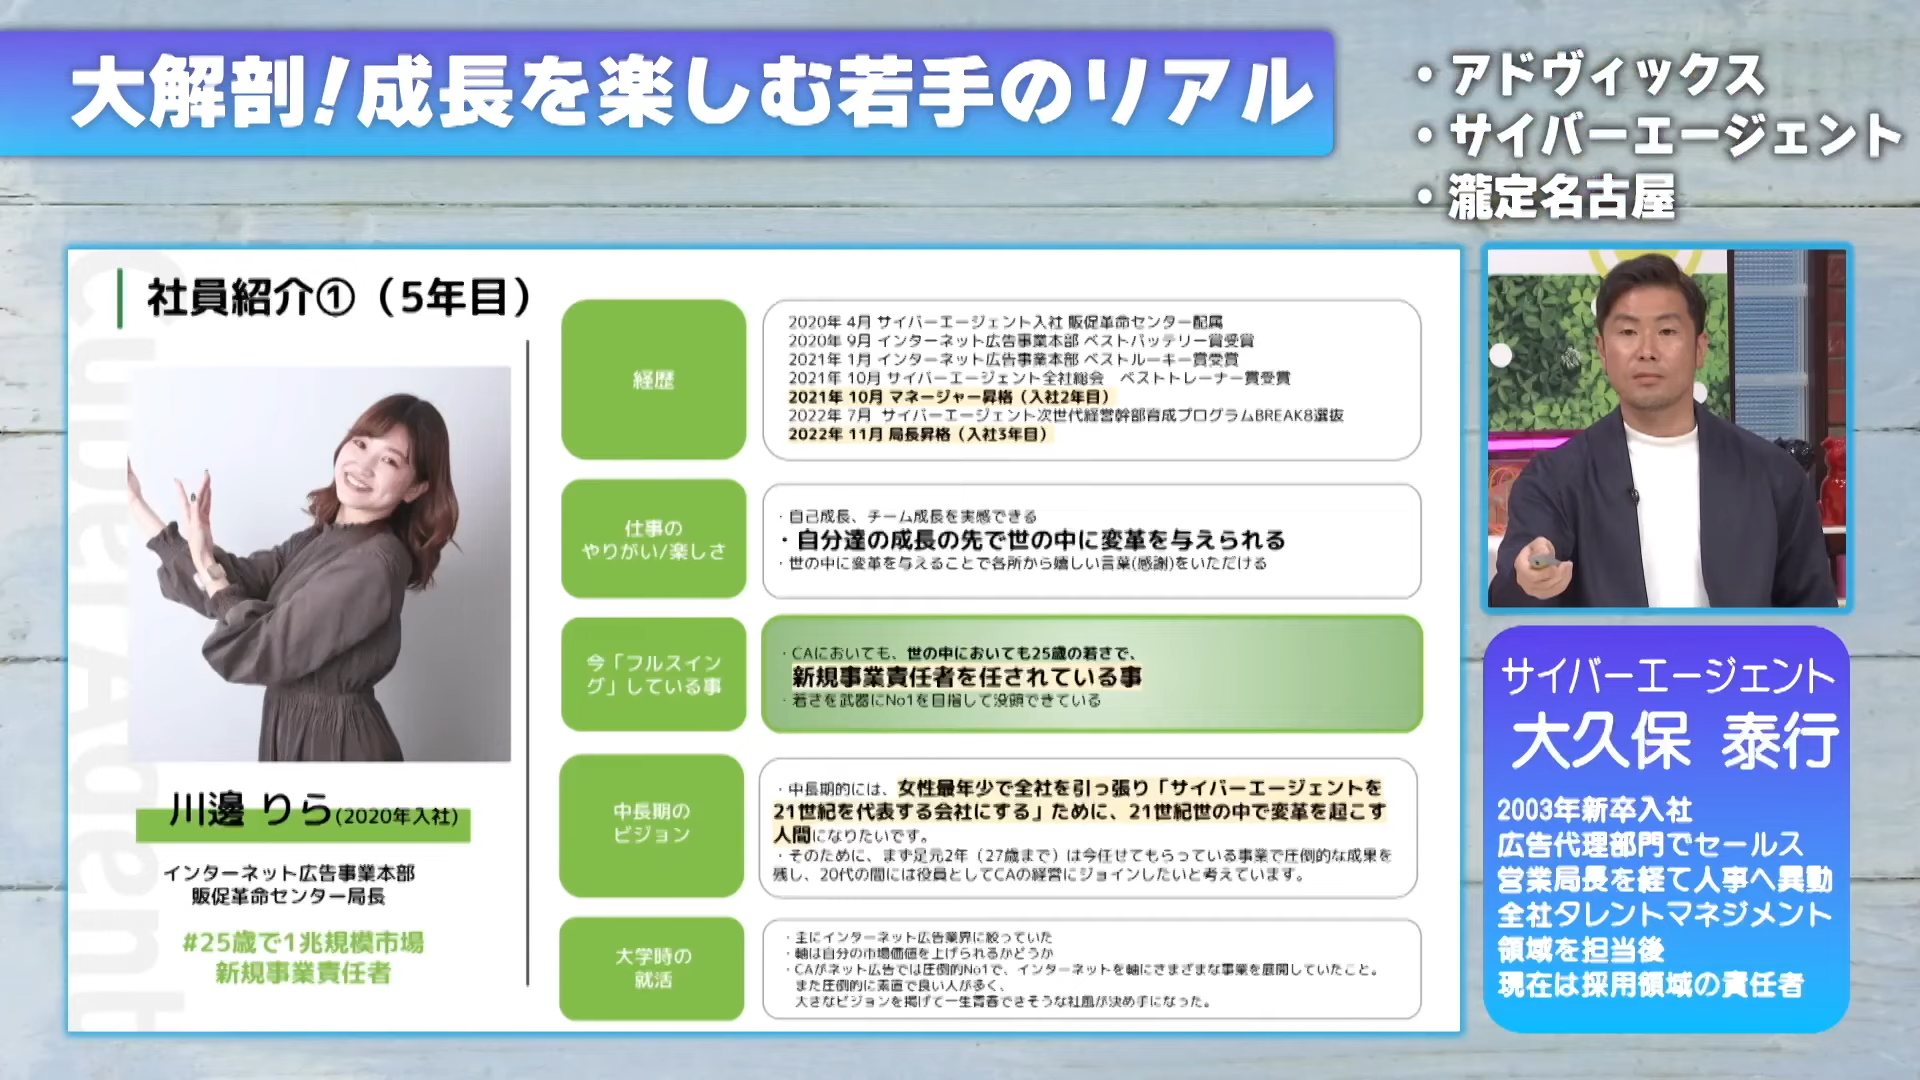 大解剖!成長を楽しむ若手のリアル
・アドヴィックス
・サイバーエージェント
・瀧定名古屋
CyberAgent
社員紹介①（5年目）
川邊 りら(2020年入社)
インターネット広告事業本部
販促革命センター局長
#25歳で1兆規模市場
新規事業責任者
経歴
2020年 4月 サイバーエージェント入社 販促革命センター配属
2020年 9月 インターネット広告事業本部 ベストバッテリー賞受賞
2021年 1月 インターネット広告事業本部 ベストルーキー賞受賞
2021年 10月 サイバーエージェント全社総会　ベストトレーナー賞受賞
2021年 10月 マネージャー昇格（入社2年目）
2022年 7月 サイバーエージェント次世代経営幹部育成プログラムBREAK8選抜
2022年 11月 局長昇格（入社3年目）
仕事の
やりがい/楽しさ
・自己成長、チーム成長を実感できる
・自分達の成長の先で世の中に変革を与えられる
・世の中に変革を与えることで各所から嬉しい言葉(感謝)をいただける
今「フルスイン
グ」している事
・CAにおいても、世の中においても25歳の若さで、
新規事業責任者を任されている事
・若さを武器にNo1を目指して没頭できている
中長期の
ビジョン
・中長期的には、女性最年少で全社を引っ張り「サイバーエージェントを
21世紀を代表する会社にする」ために、21世紀世の中で変革を起こす
人間になりたいです。
・そのために、まず足元2年（27歳まで）は今任せてもらっている事業で圧倒的な成果を
残し、20代の間には役員としてCAの経営にジョインしたいと考えています。
大学時の
就活
・主にインターネット広告業界に絞っていた
・軸は自分の市場価値を上げられるかどうか
・CAがネット広告では圧倒的No1で、インターネットを軸にさまざまな事業を展開していたこと。
また圧倒的に素直で良い人が多く、
大きなビジョンを掲げて一生青春できそうな社風が決め手になった。
サイバーエージェント
大久保 泰行
2003年新卒入社
広告代理部門でセールス
営業局長を経て人事へ異動
全社タレントマネジメント
領域を担当後
現在は採用領域の責任者